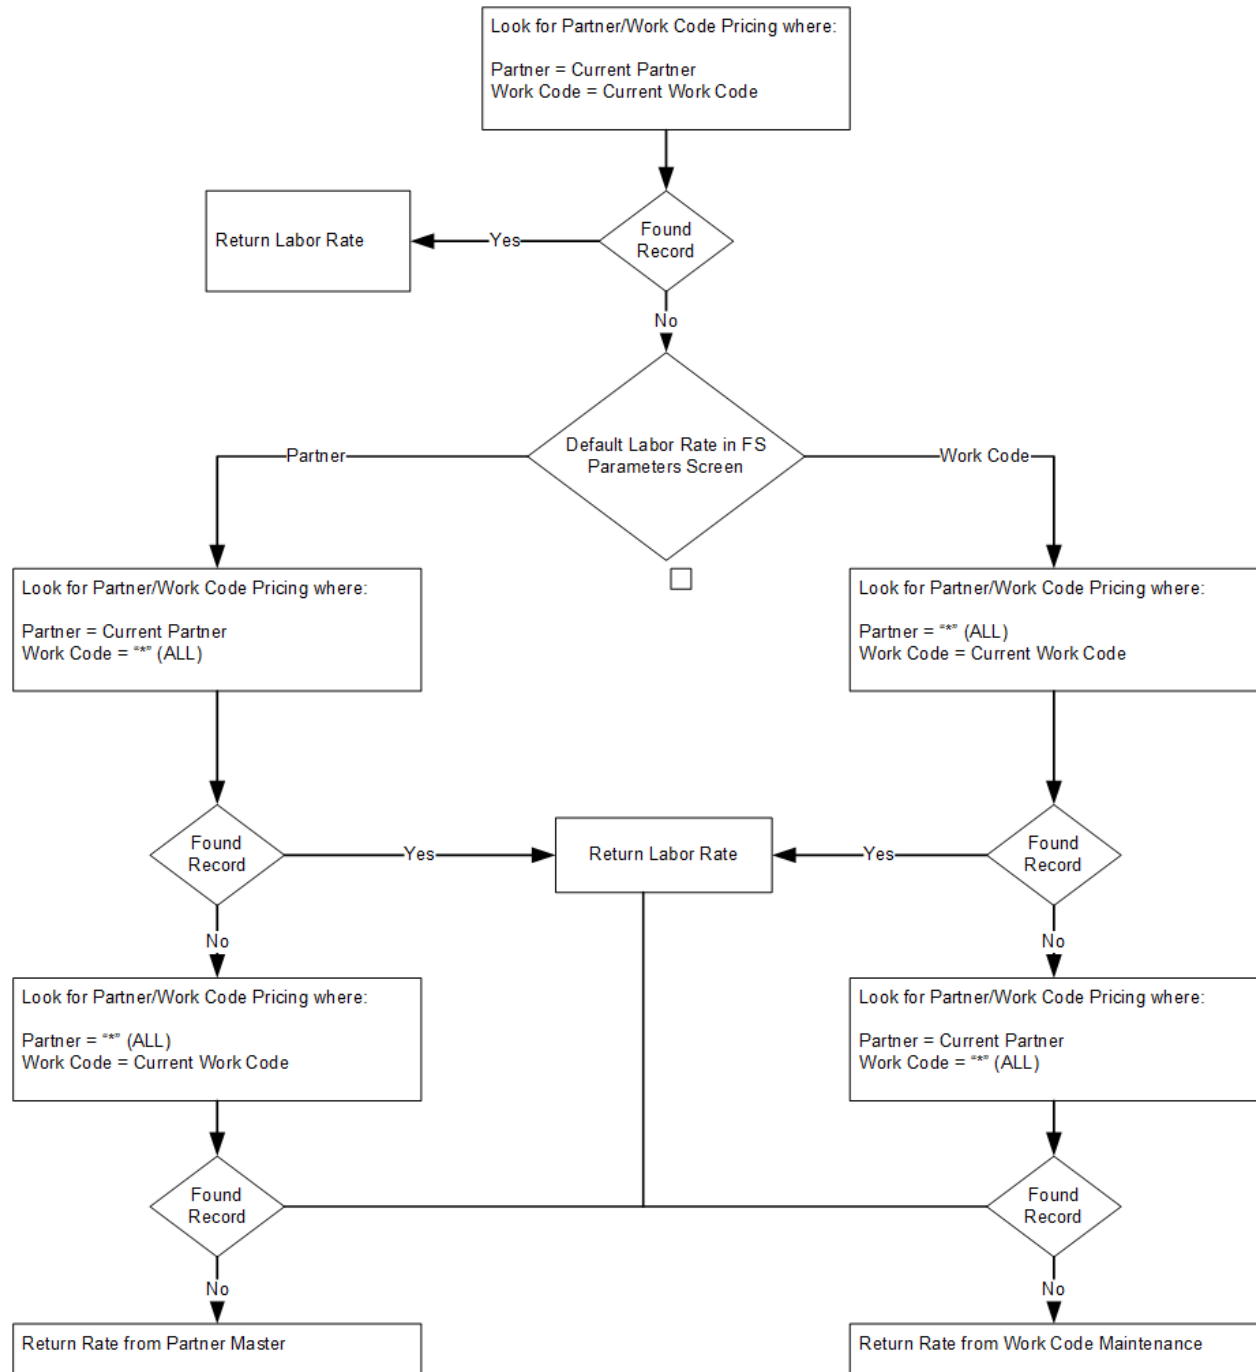 Look for Partner/Work Code Pricing where:
Partner = Current Partner
Work Code = Current Work Code
Return Labor Rate
Yes
Found
Record
No
Default Labor Rate in FS
Parameters Screen
Partner
Work Code
Look for Partner/Work Code Pricing where:
Partner = Current Partner
Work Code = “*” (ALL)
Look for Partner/Work Code Pricing where:
Partner = “*” (ALL)
Work Code = Current Work Code
Found
Record
Yes
Return Labor Rate
Yes
Found
Record
No
No
Look for Partner/Work Code Pricing where:
Partner = “*” (ALL)
Work Code = Current Work Code
Look for Partner/Work Code Pricing where:
Partner = Current Partner
Work Code = “*” (ALL)
Found
Record
Found
Record
No
No
Return Rate from Partner Master
Return Rate from Work Code Maintenance